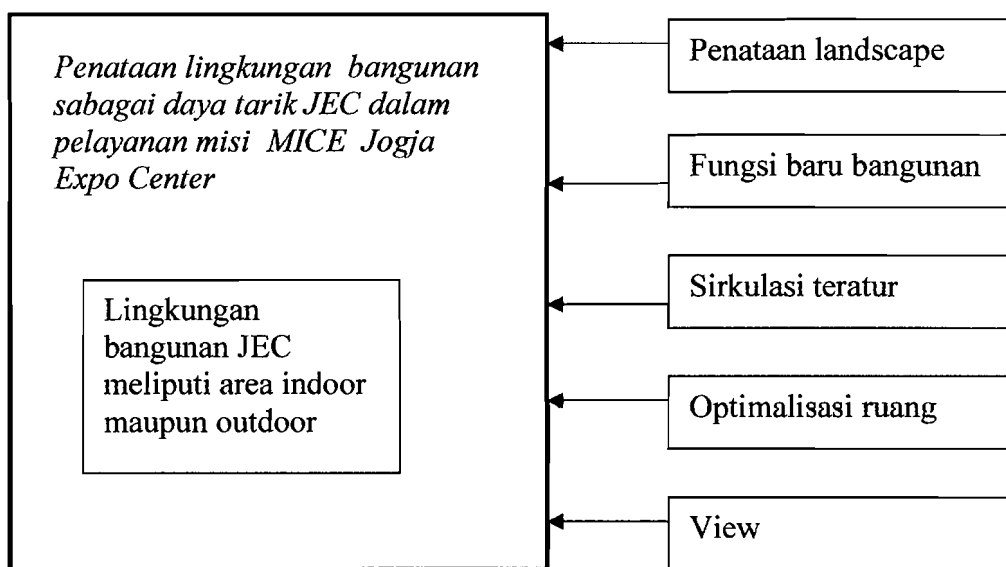 Penataan lingkungan bangunan
sabagai daya tarik JEC dalam
pelayanan misi MICE Jogja
Expo Center
Lingkungan
bangunan JEC
meliputi area indoor
maupun outdoor
Penataan landscape
Fungsi baru bangunan
Sirkulasi teratur
Optimalisasi ruang
View